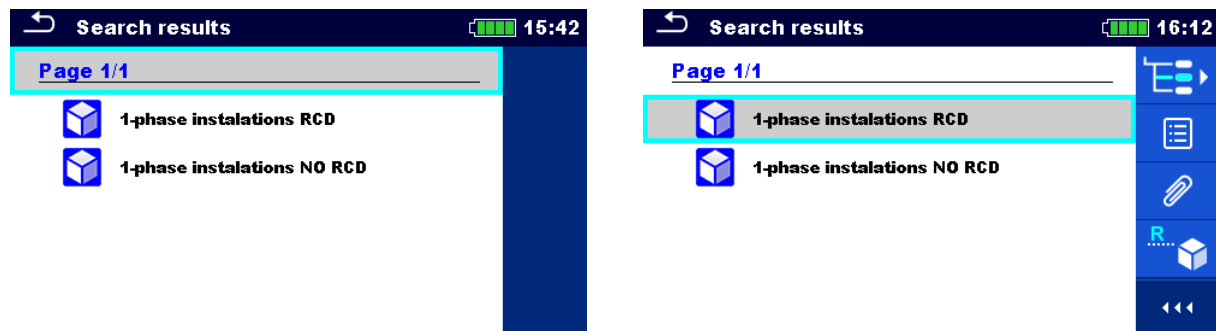 Search results 15:42
Page 1/1
1-phase instalations RCD
1-phase instalations NO RCD
Search results 16:12
Page 1/1
1-phase instalations RCD
1-phase instalations NO RCD
R